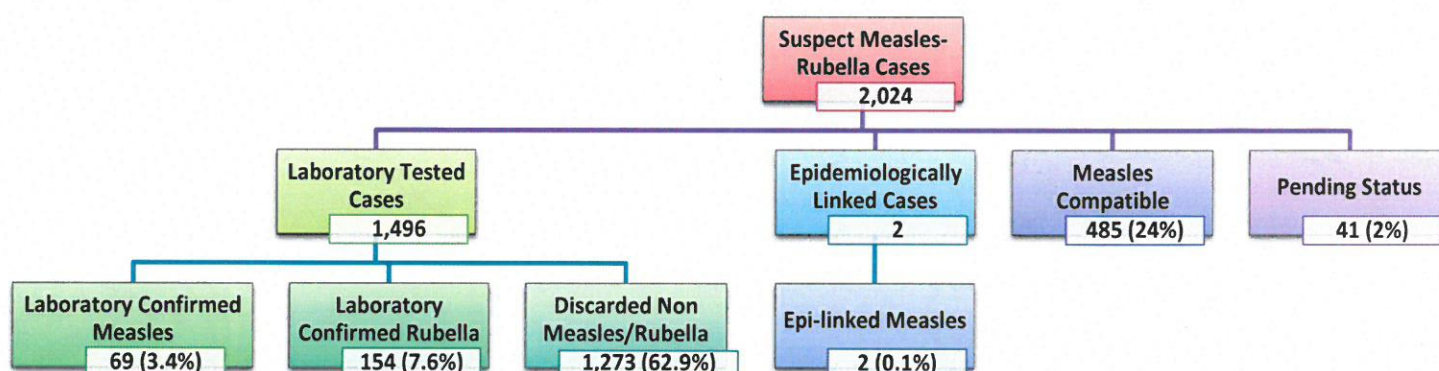 Suspect Measles-
Rubella Cases
2,024
Laboratory Tested
Cases
1,496
Epidemiologically
Linked Cases
2
Measles
Compatible
485 (24%)
Pending Status
41 (2%)
Laboratory Confirmed
Measles
69 (3.4%)
Laboratory
Confirmed Rubella
154 (7.6%)
Discarded Non
Measles/Rubella
1,273 (62.9%)
Epi-linked Measles
2 (0.1%)